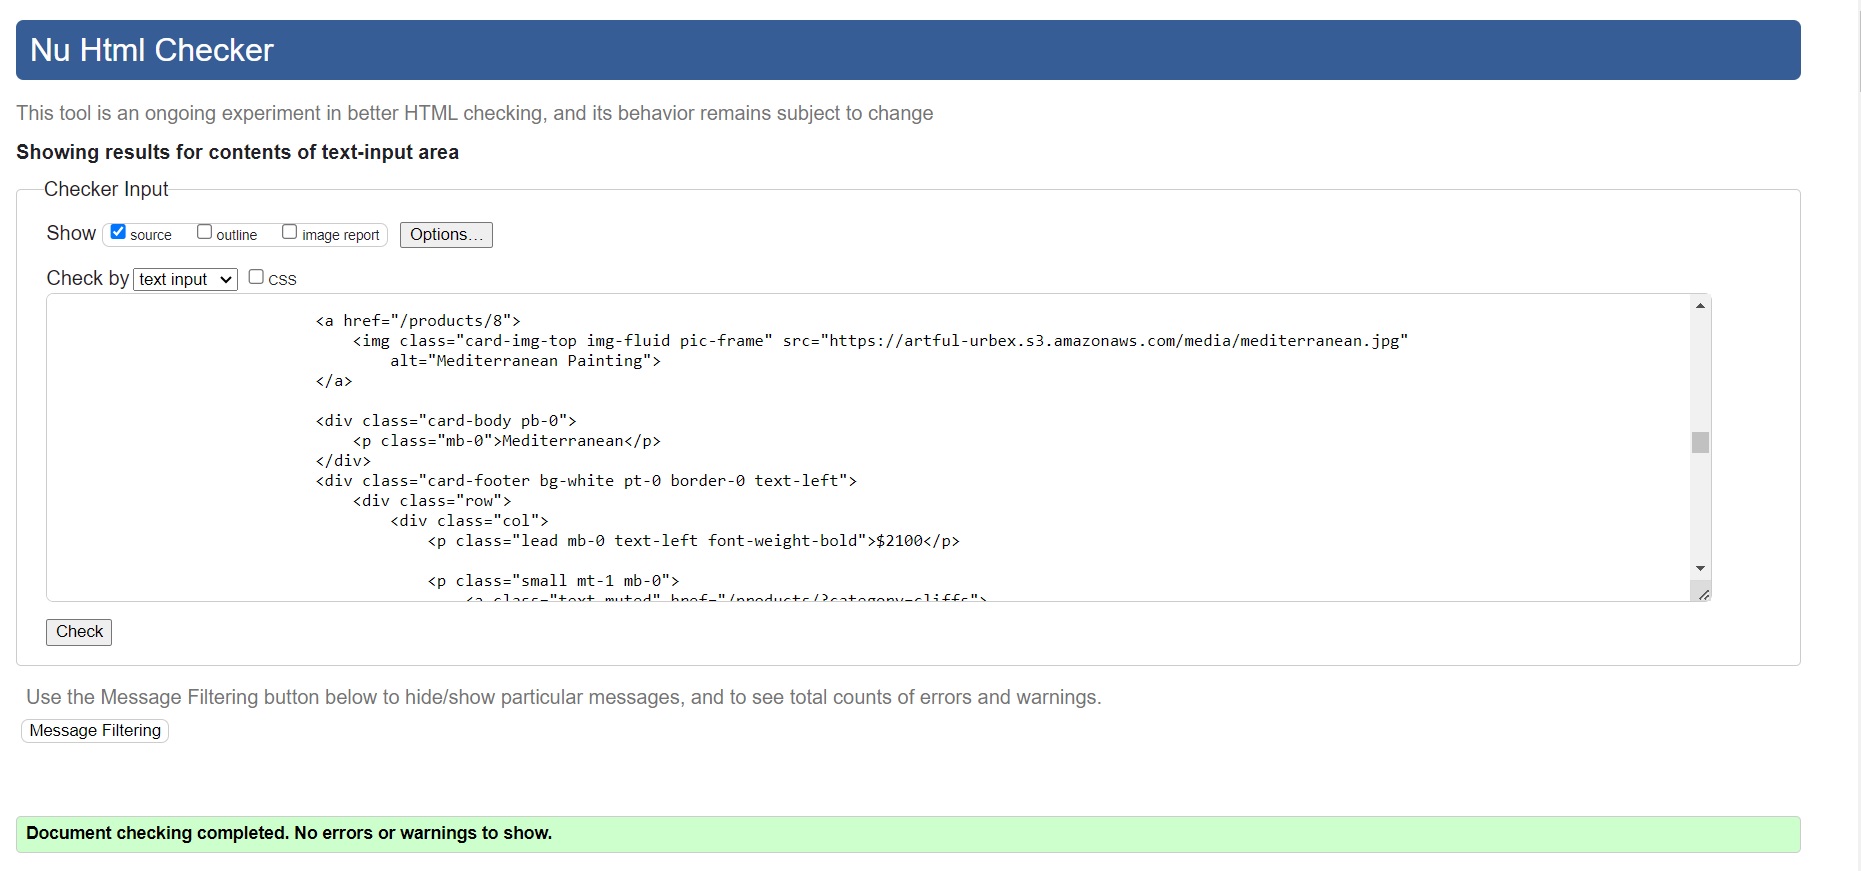 Nu Html Checker
This tool is an ongoing experiment in better HTML checking, and its behavior remains subject to change
Showing results for contents of text-input area
Checker Input
Show source outline image report Options...
Check by text input CSS
<a href="/products/8">
<img class="card-img-top img-fluid pic-frame" src="https://artful-urbex.s3.amazonaws.com/media/mediterranean.jpg"
alt="Mediterranean Painting">
</a>
<div class="card-body pb-0">
<p class="mb-0">Mediterranean</p>
</div>
<div class="card-footer bg-white pt-0 border-0 text-left">
<div class="row">
<div class="col">
<p class="lead mb-0 text-left font-weight-bold">$2100</p>
<p class="small mt-1 mb-0">
<a class="text-muted" href="/products/?category=cliffs">
Check
Use the Message Filtering button below to hide/show particular messages, and to see total counts of errors and warnings.
Message Filtering
Document checking completed. No errors or warnings to show.